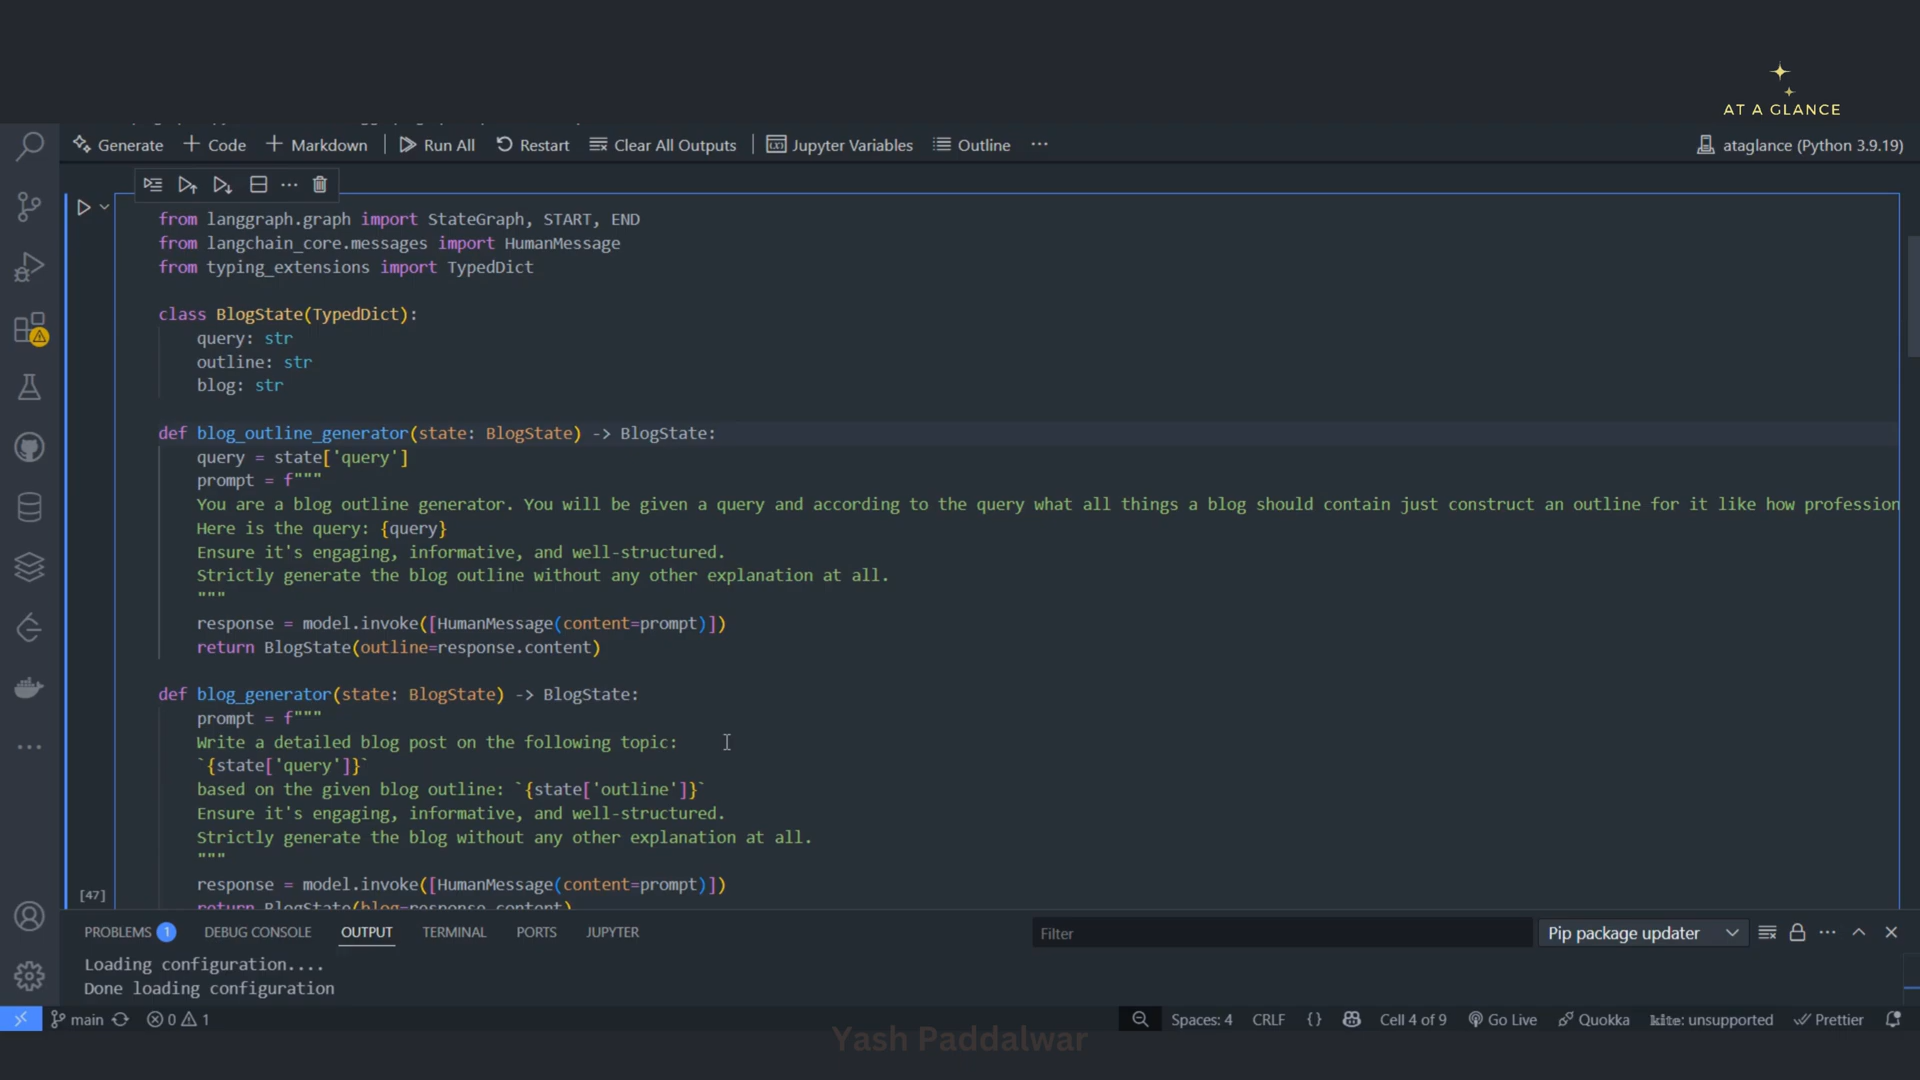 AT A GLANCE
Generate + Code + Markdown Run All Restart Clear All Outputs Jupyter Variables Outline ... ataglance (Python 3.9.19)
from langgraph.graph import StateGraph, START, END
from langchain_core.messages import HumanMessage
from typing_extensions import TypedDict
class BlogState(TypedDict):
query: str
outline: str
blog: str
def blog_outline_generator(state: BlogState) -> BlogState:
query = state['query']
prompt = f"""
You are a blog outline generator. You will be given a query and according to the query what all things a blog should contain just construct an outline for it like how profession
Here is the query: {query}
Ensure it's engaging, informative, and well-structured.
Strictly generate the blog outline without any other explanation at all.
"""
response = model.invoke([HumanMessage(content=prompt)])
return BlogState(outline=response.content)
def blog_generator(state: BlogState) -> BlogState:
prompt = f"""
Write a detailed blog post on the following topic:
`{state['query']}`
based on the given blog outline: `{state['outline']}`
Ensure it's engaging, informative, and well-structured.
Strictly generate the blog without any other explanation at all.
"""
response = model.invoke([HumanMessage(content=prompt)])
[47]
return BlogState(blog=response.content)
PROBLEMS 1 DEBUG CONSOLE OUTPUT TERMINAL PORTS JUPYTER Filter Pip package updater
Loading configuration....
Done loading configuration
main 0 1 Spaces: 4 CRLF {} Cell 4 of 9 Go Live Quokka kite: unsupported Prettier
Yash Paddalwar